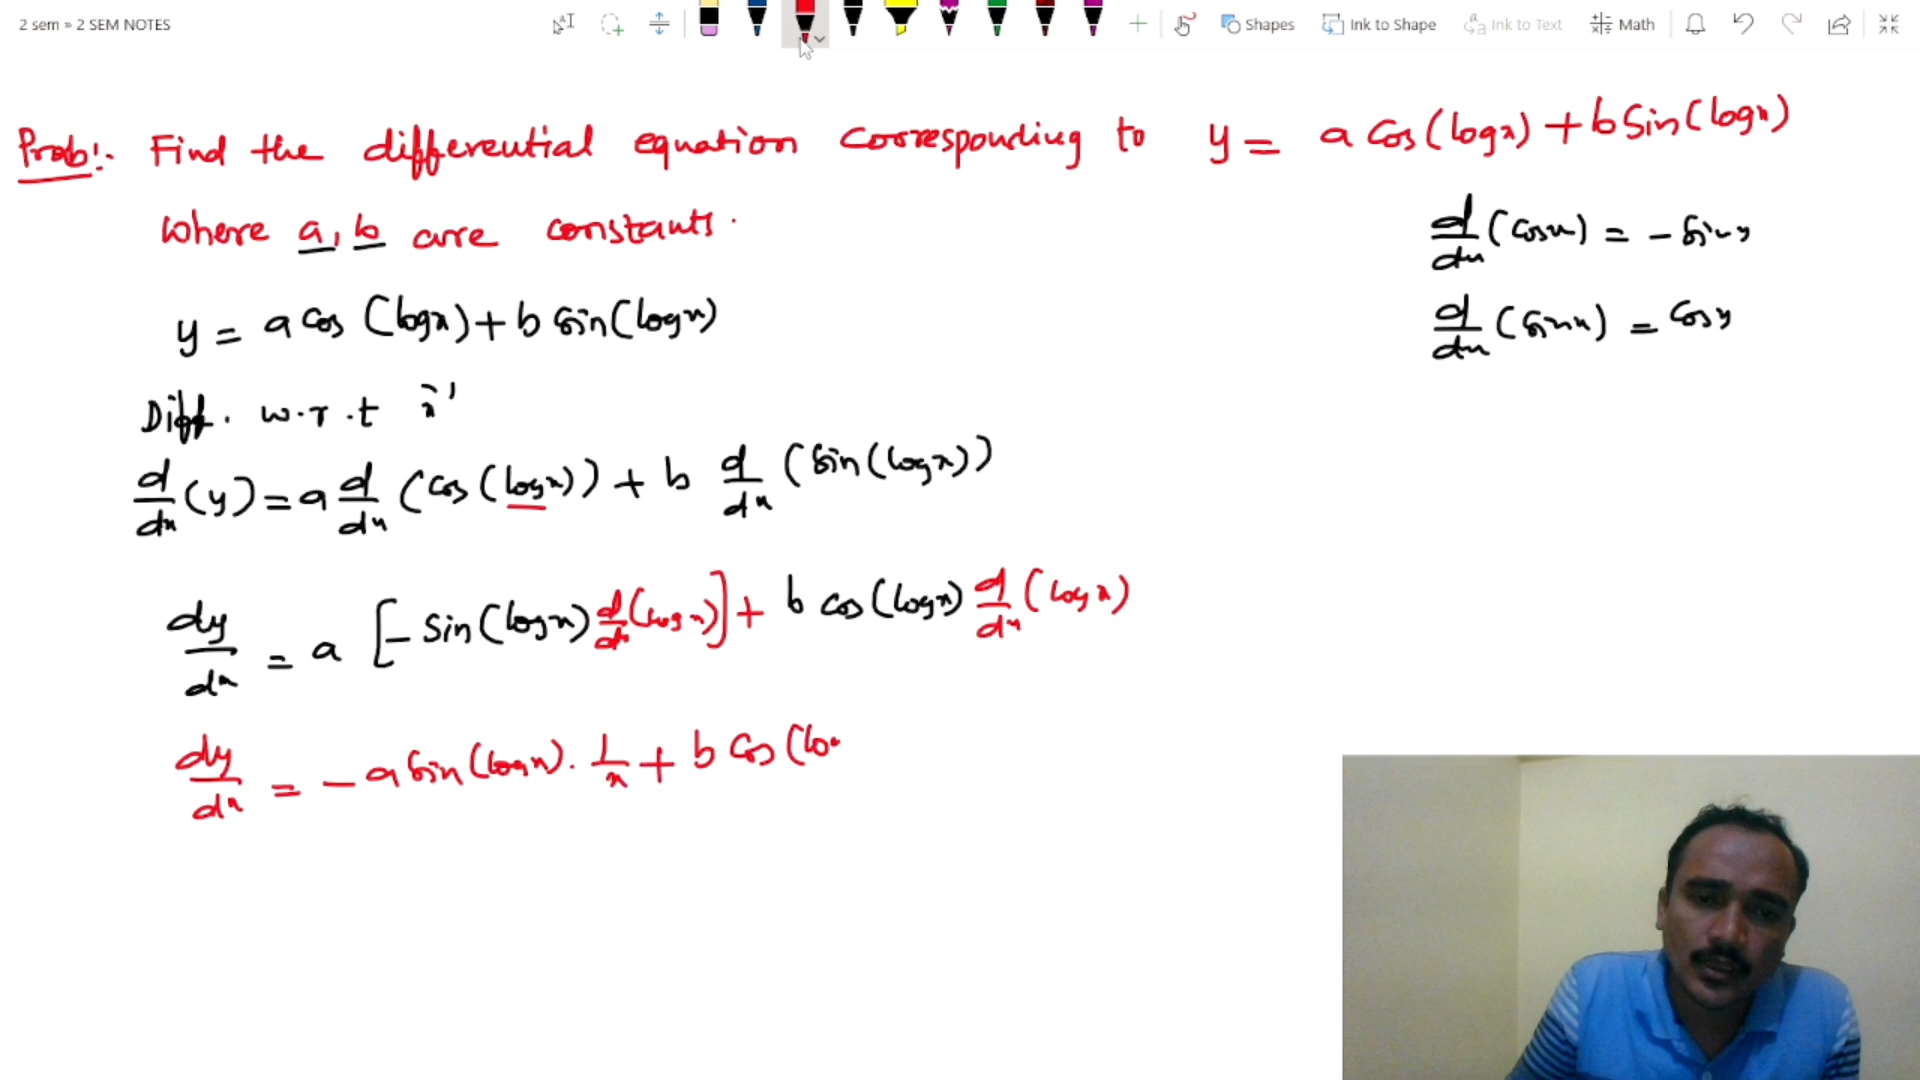 2 sem » 2 SEM NOTES
Shapes Ink to Shape Ink to Text Math
Prob:- Find the differential equation corresponding to y = a cos(logx) + b sin(logx)
where a, b are constants.
d/dx (cosx) = - sinx
d/dx (sinx) = cosx
y = a cos (logx) + b sin(logx)
Diff. w.r.t 'x'
d/dx (y) = a d/dx (cos (logx)) + b d/dx (sin(logx))
dy/dx = a [- sin(logx) d/dx (logx)] + b cos(logx) d/dx (logx)
dy/dx = - a sin(logx). 1/x + b cos (lo